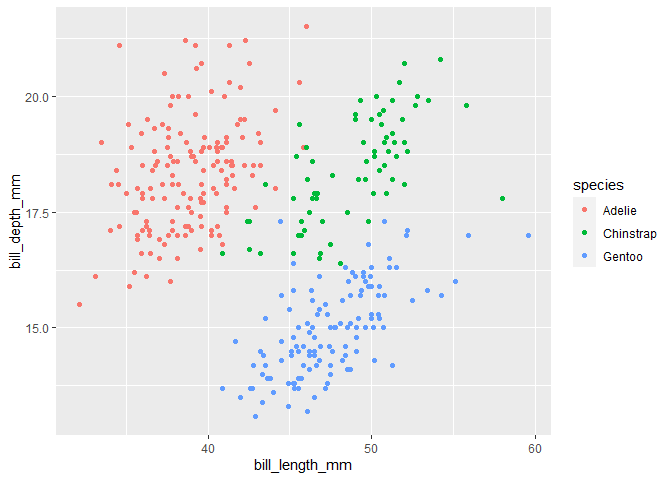 20.0
17.5
15.0
bill_depth_mm
40
50
60
bill_length_mm
species
Adelie
Chinstrap
Gentoo